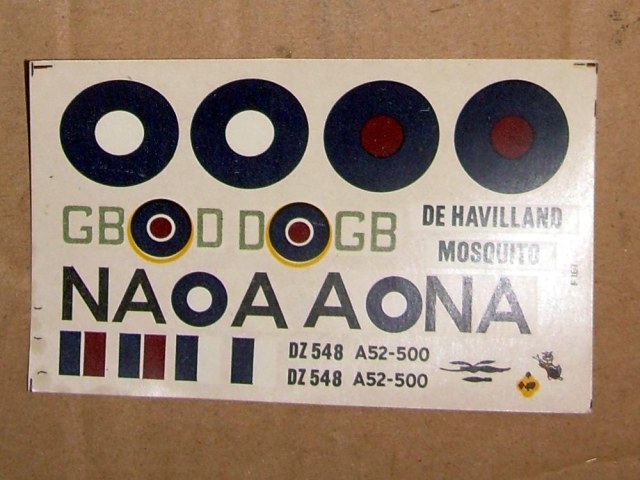 GB D D GB
DE HAVILLAND
MOSQUITO
NA A A NA
DZ 548 A52-500
DZ 548 A52-500